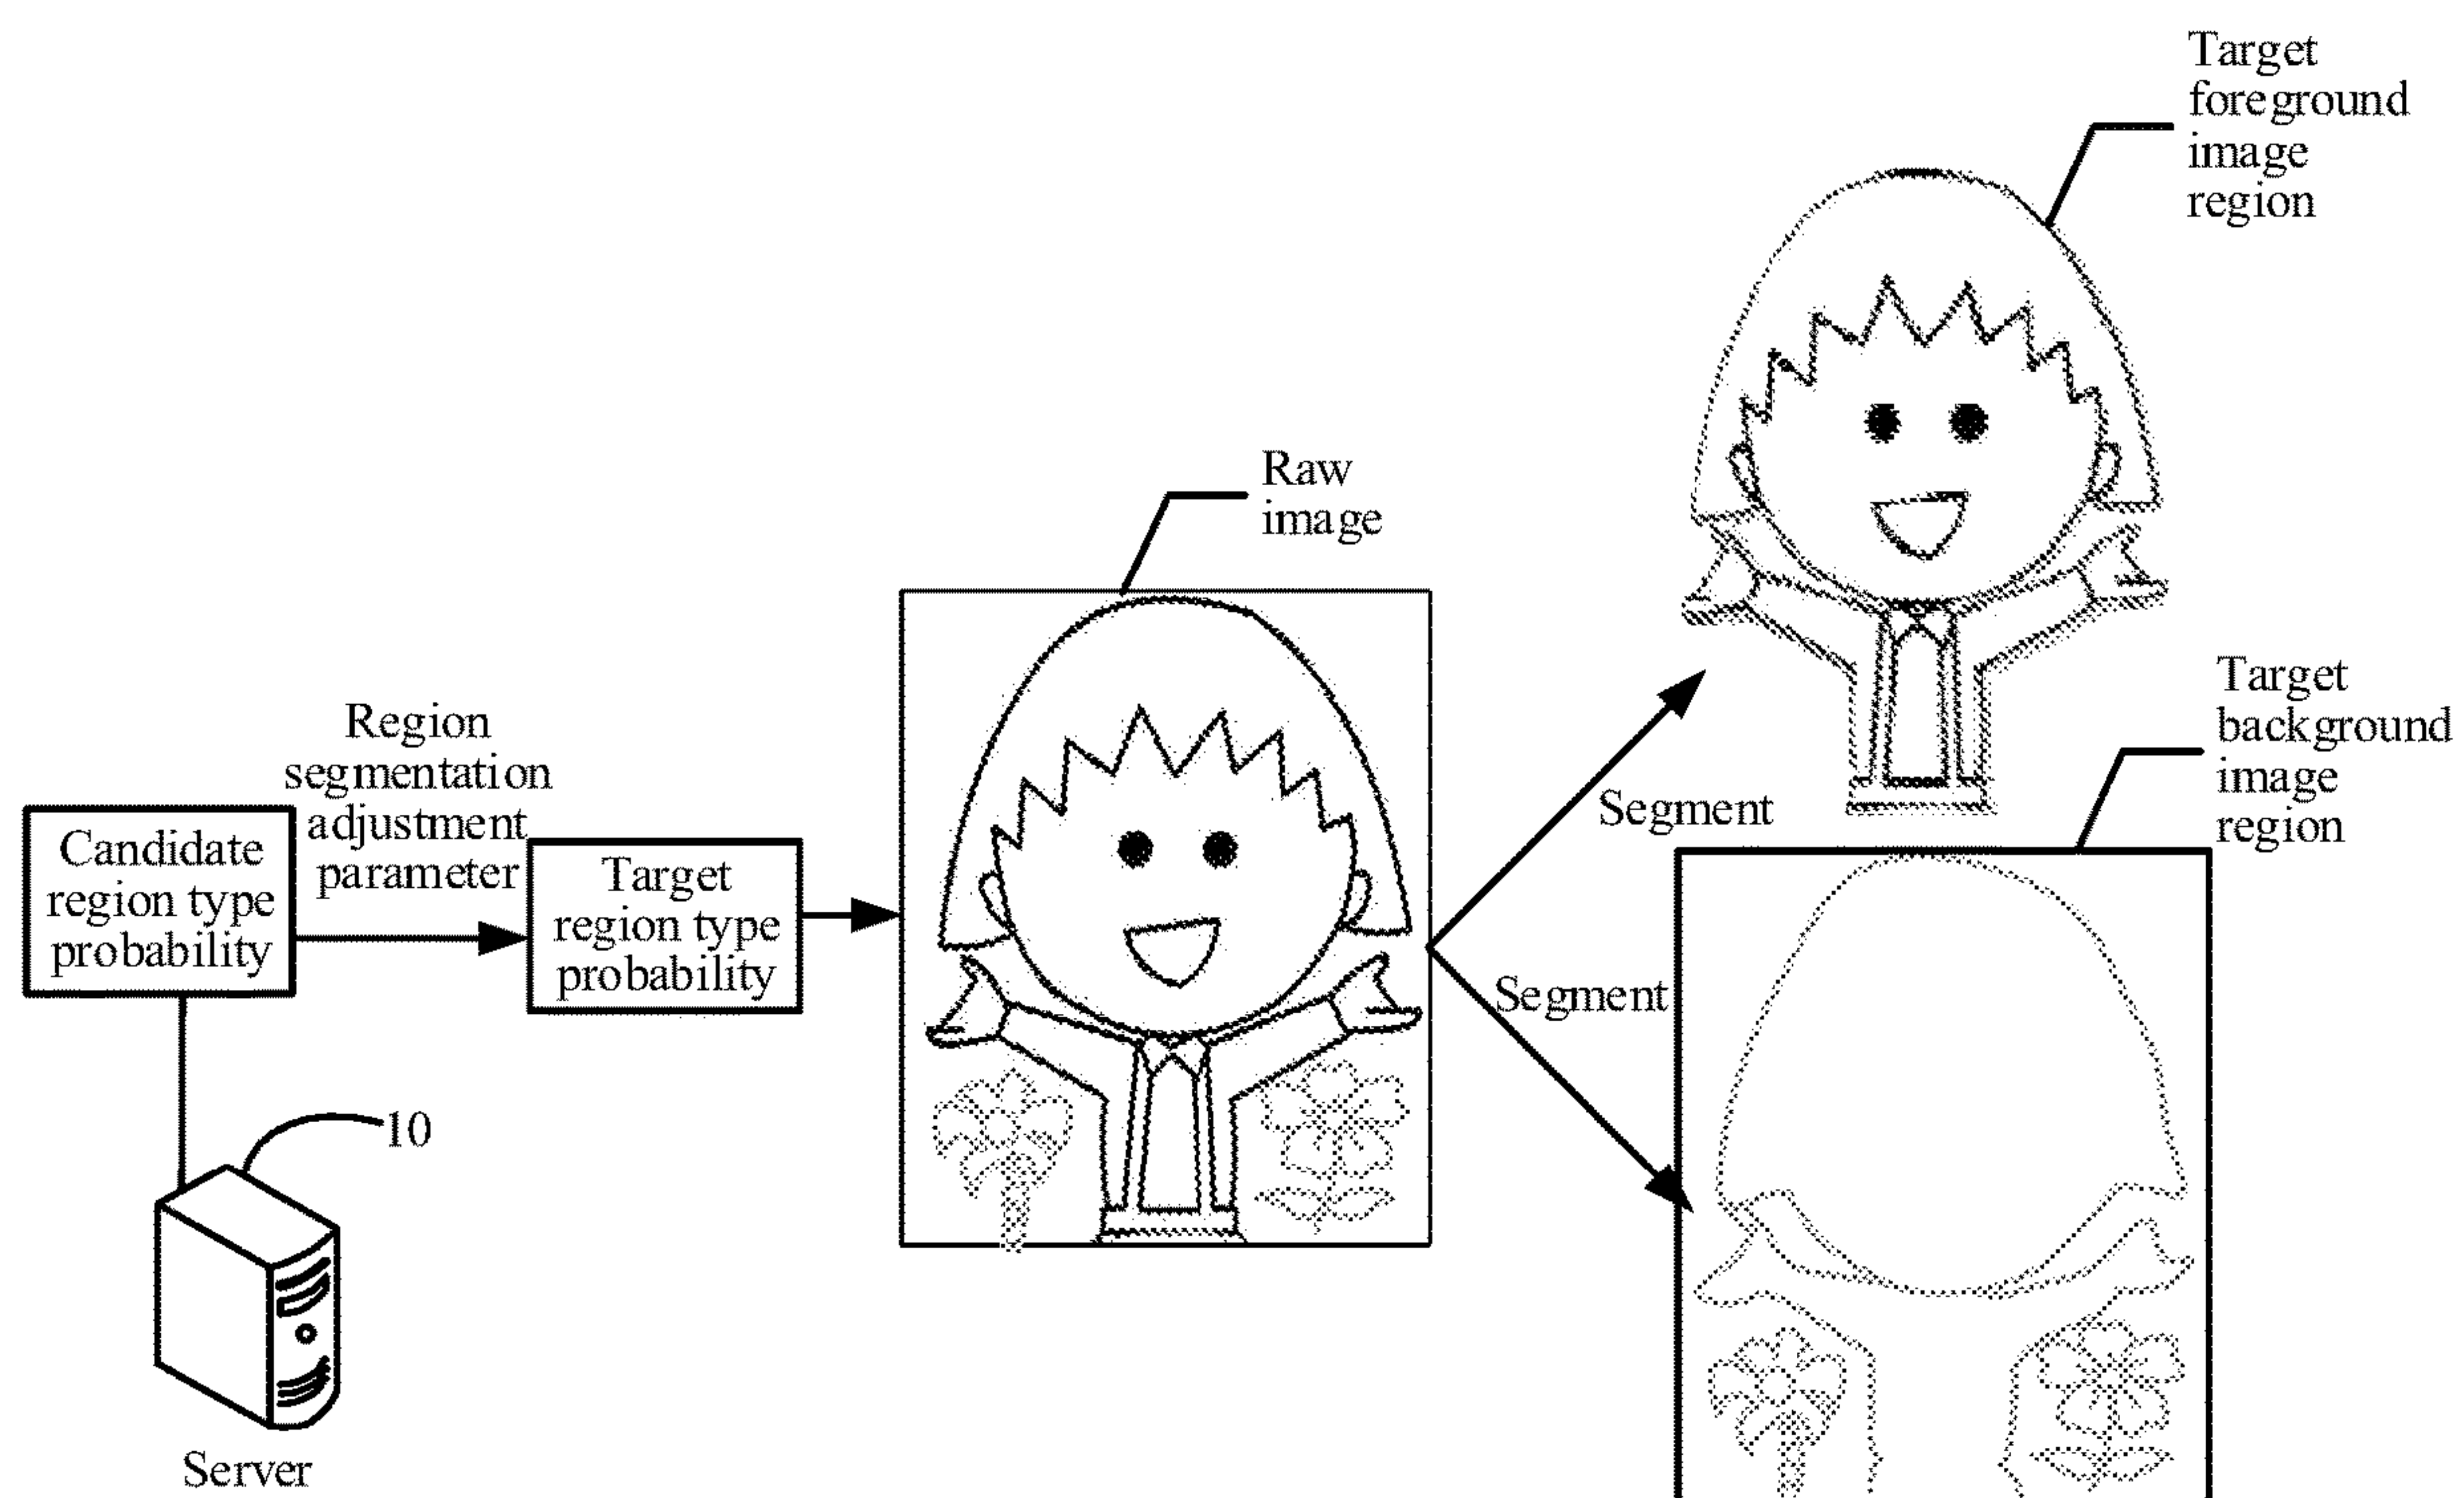 Target
foreground
image
region
Raw
image
Target
background
image
region
Region
segmentation
adjustment
parameter
Candidate
region type
probability
Target
region type
probability
Segment
Segment
10
Server